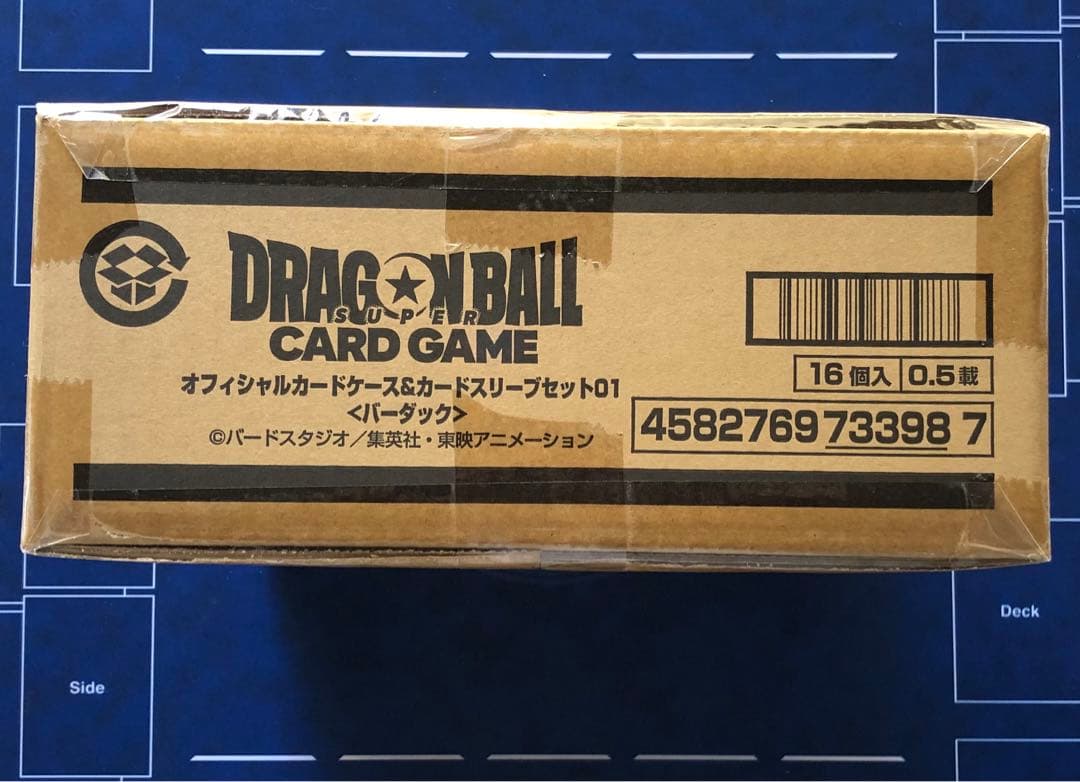 DRAGON BALL
SUPER
CARD GAME
オフィシャルカードケース&カードスリーブセット01
<バーダック>
©バードスタジオ/集英社・東映アニメーション
16個入 0.5載
4582769 73398 7
Deck
Side